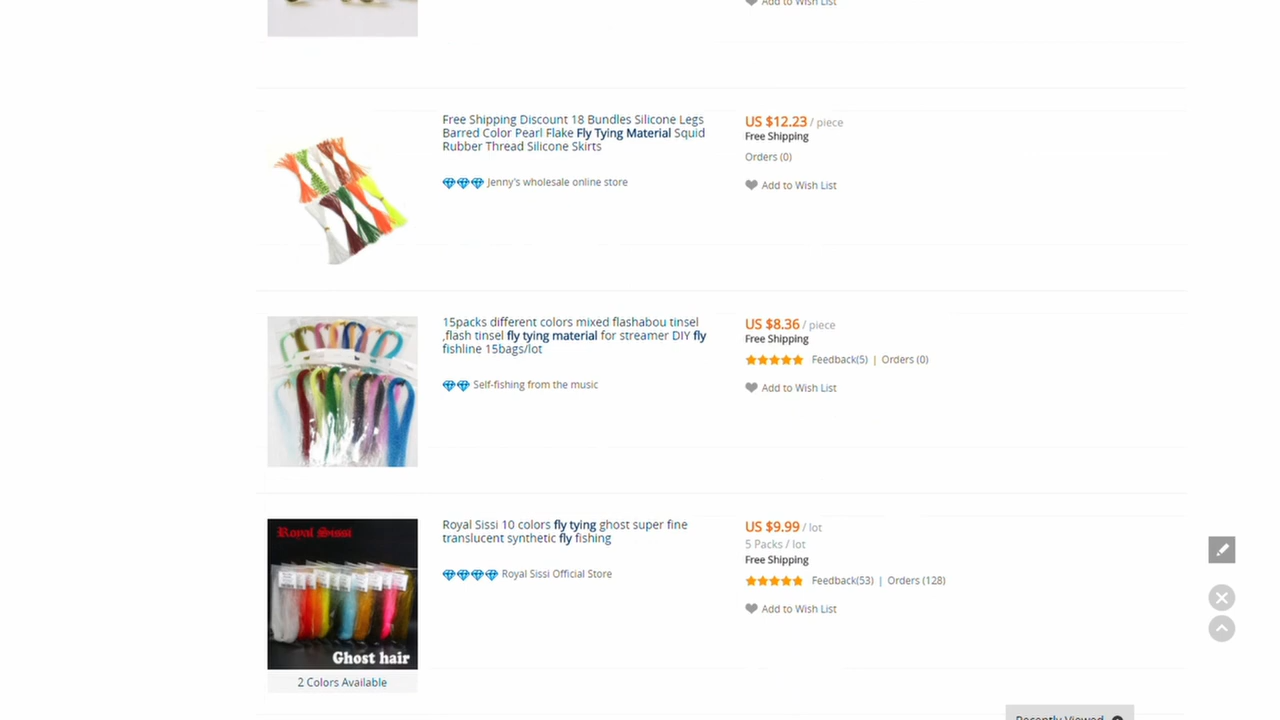 Add to Wish List
Free Shipping Discount 18 Bundles Silicone Legs
Barred Color Pearl Flake Fly Tying Material Squid
Rubber Thread Silicone Skirts
Jenny's wholesale online store
US $12.23 / piece
Free Shipping
Orders (0)
Add to Wish List
15packs different colors mixed flashabou tinsel
,flash tinsel fly tying material for streamer DIY fly
fishline 15bags/lot
Self-fishing from the music
US $8.36 / piece
Free Shipping
Feedback(5) | Orders (0)
Add to Wish List
Royal Sissi
Ghost hair
2 Colors Available
Royal Sissi 10 colors fly tying ghost super fine
translucent synthetic fly fishing
Royal Sissi Official Store
US $9.99 / lot
5 Packs / lot
Free Shipping
Feedback(53) | Orders (128)
Add to Wish List
Recently Viewed